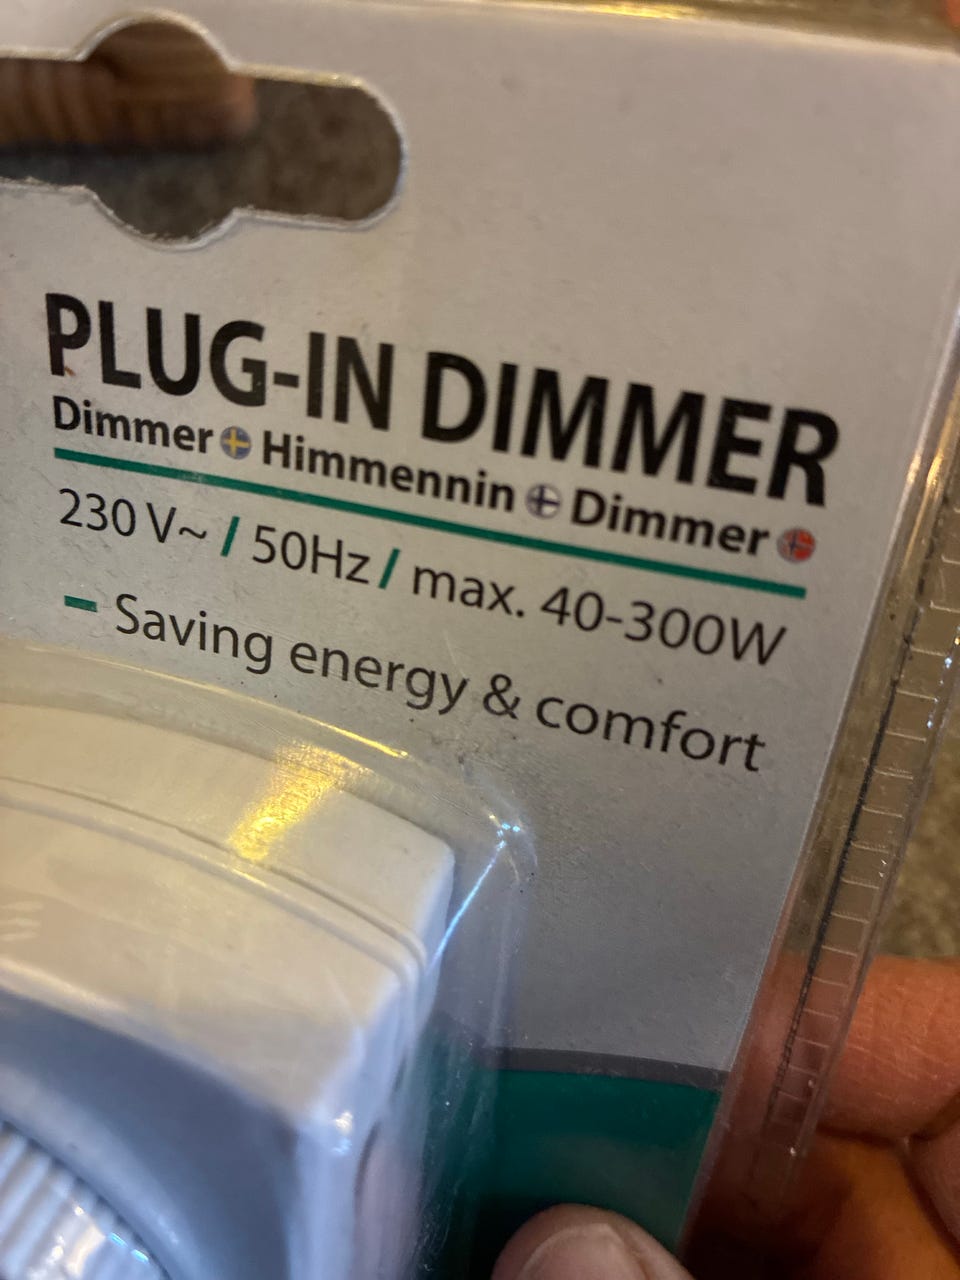 PLUG-IN DIMMER
Dimmer Himmennin Dimmer
230 V~ / 50Hz / max. 40-300W
- Saving energy & comfort